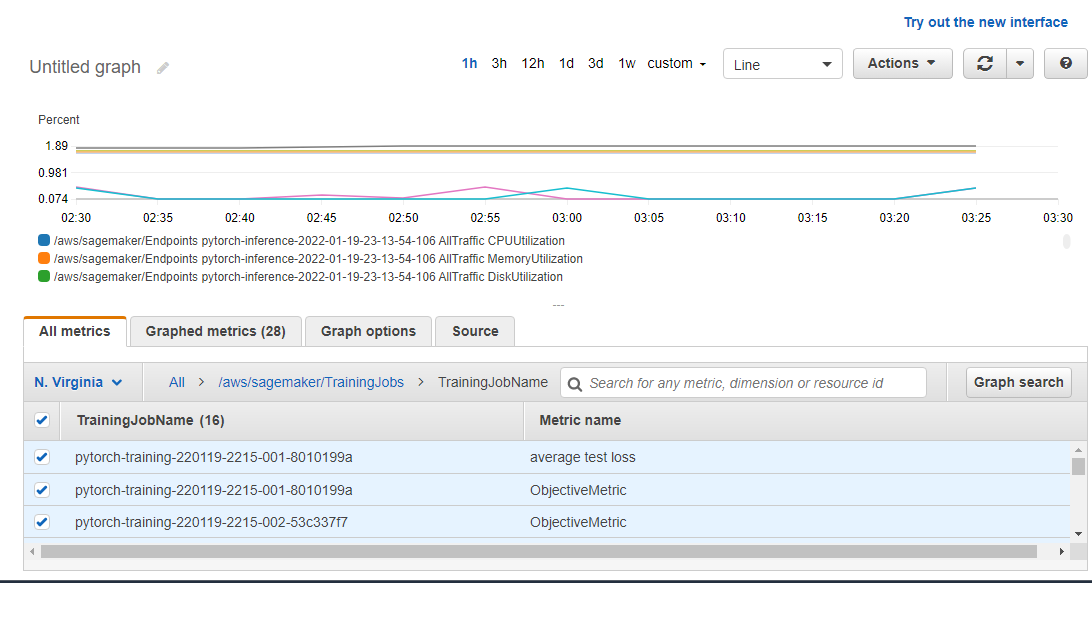 Try out the new interface
Untitled graph
1h 3h 12h 1d 3d 1w custom
Line
Actions
?
Percent
1.89
0.981
0.074
02:30 02:35 02:40 02:45 02:50 02:55 03:00 03:05 03:10 03:15 03:20 03:25 03:30
/aws/sagemaker/Endpoints pytorch-inference-2022-01-19-23-13-54-106 AllTraffic CPUUtilization
/aws/sagemaker/Endpoints pytorch-inference-2022-01-19-23-13-54-106 AllTraffic MemoryUtilization
/aws/sagemaker/Endpoints pytorch-inference-2022-01-19-23-13-54-106 AllTraffic DiskUtilization
All metrics Graphed metrics (28) Graph options Source
N. Virginia All > /aws/sagemaker/TrainingJobs > TrainingJobName Search for any metric, dimension or resource id Graph search
TrainingJobName (16) Metric name
pytorch-training-220119-2215-001-8010199a average test loss
pytorch-training-220119-2215-001-8010199a ObjectiveMetric
pytorch-training-220119-2215-002-53c337f7 ObjectiveMetric